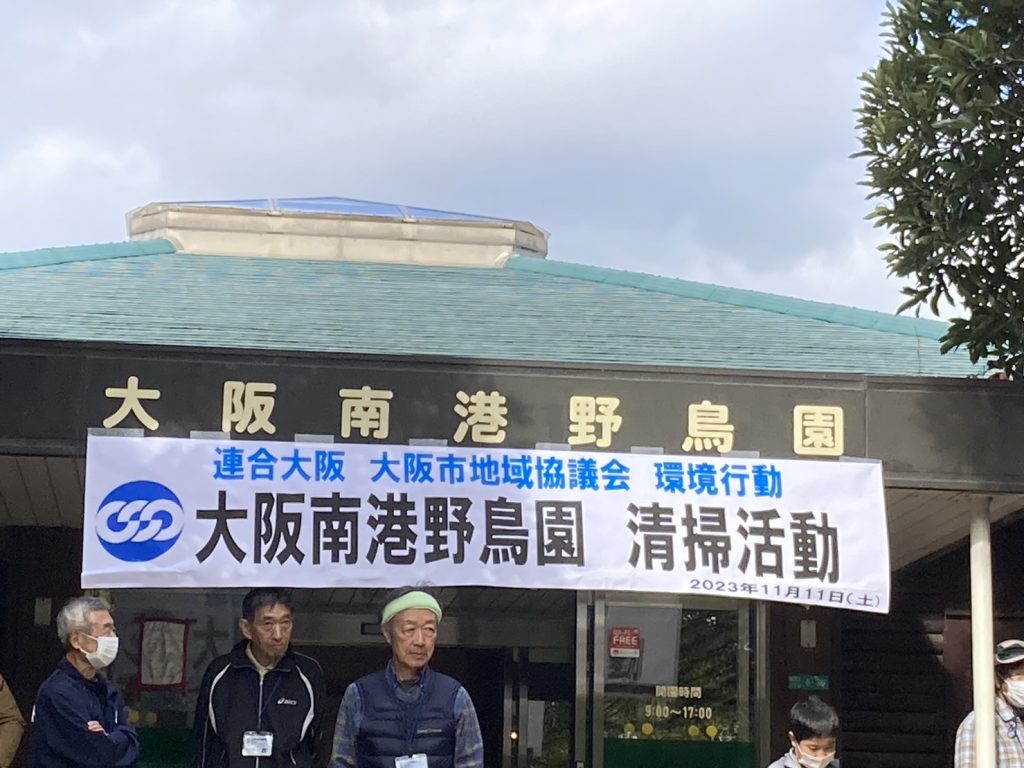 大阪南港野鳥園
連合大阪 大阪市地域協議会 環境行動
大阪南港野鳥園 清掃活動
2023年11月11日(土)
asics
FREE
開園時間
9:00~17:00